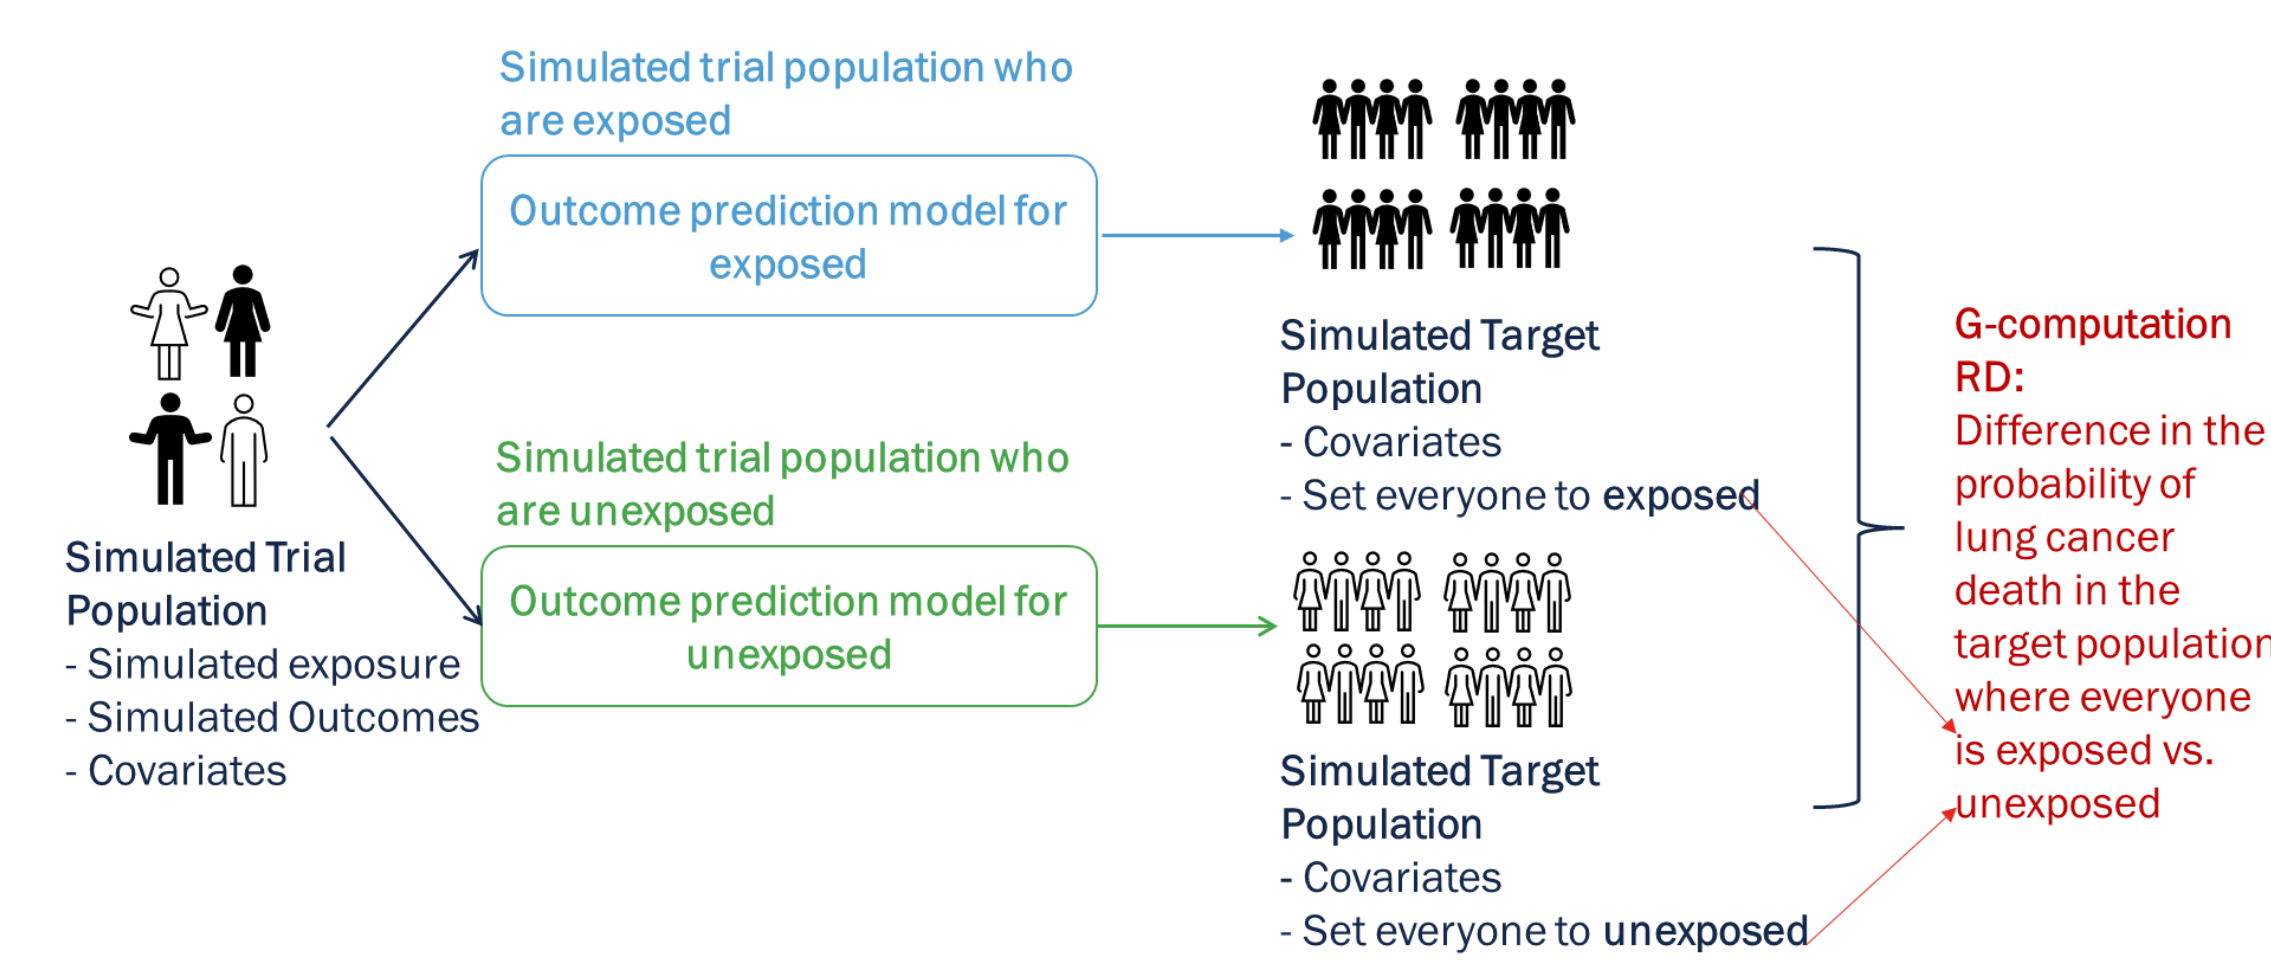 Simulated trial population who
are exposed
Outcome prediction model for
exposed
Simulated trial population who
are unexposed
Outcome prediction model for
unexposed
Simulated Trial
Population
- Simulated exposure
- Simulated Outcomes
- Covariates
Simulated Target
Population
- Covariates
- Set everyone to exposed
Simulated Target
Population
- Covariates
- Set everyone to unexposed
G-computation
RD:
Difference in the
probability of
lung cancer
death in the
target population
where everyone
is exposed vs.
unexposed